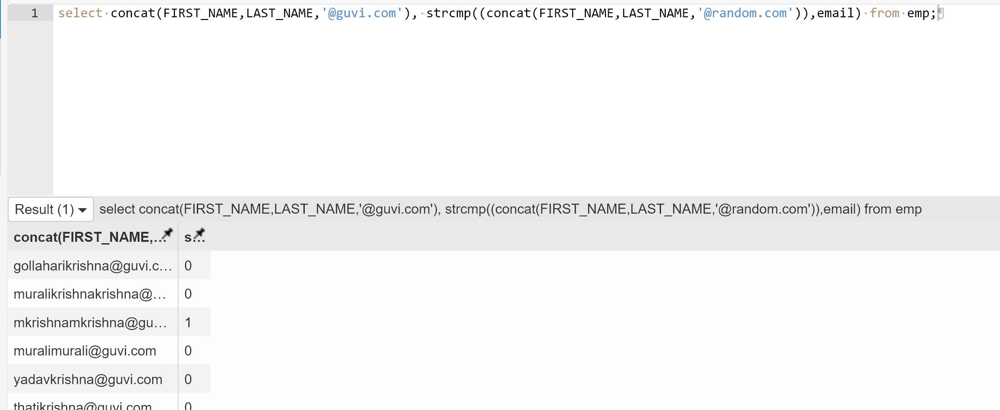 1 select concat(FIRST_NAME,LAST_NAME,'@guvi.com'), strcmp((concat(FIRST_NAME,LAST_NAME,'@random.com')),email) from emp;
Result (1) select concat(FIRST_NAME,LAST_NAME,'@guvi.com'), strcmp((concat(FIRST_NAME,LAST_NAME,'@random.com')),email) from emp
concat(FIRST_NAME,... s...
gollaharikrishna@guvi.c... 0
muralikrishnakrishna@... 0
mkrishnamkrishna@gu... 1
muralimurali@guvi.com 0
yadavkrishna@guvi.com 0
thatikrishna@guvi.com 0